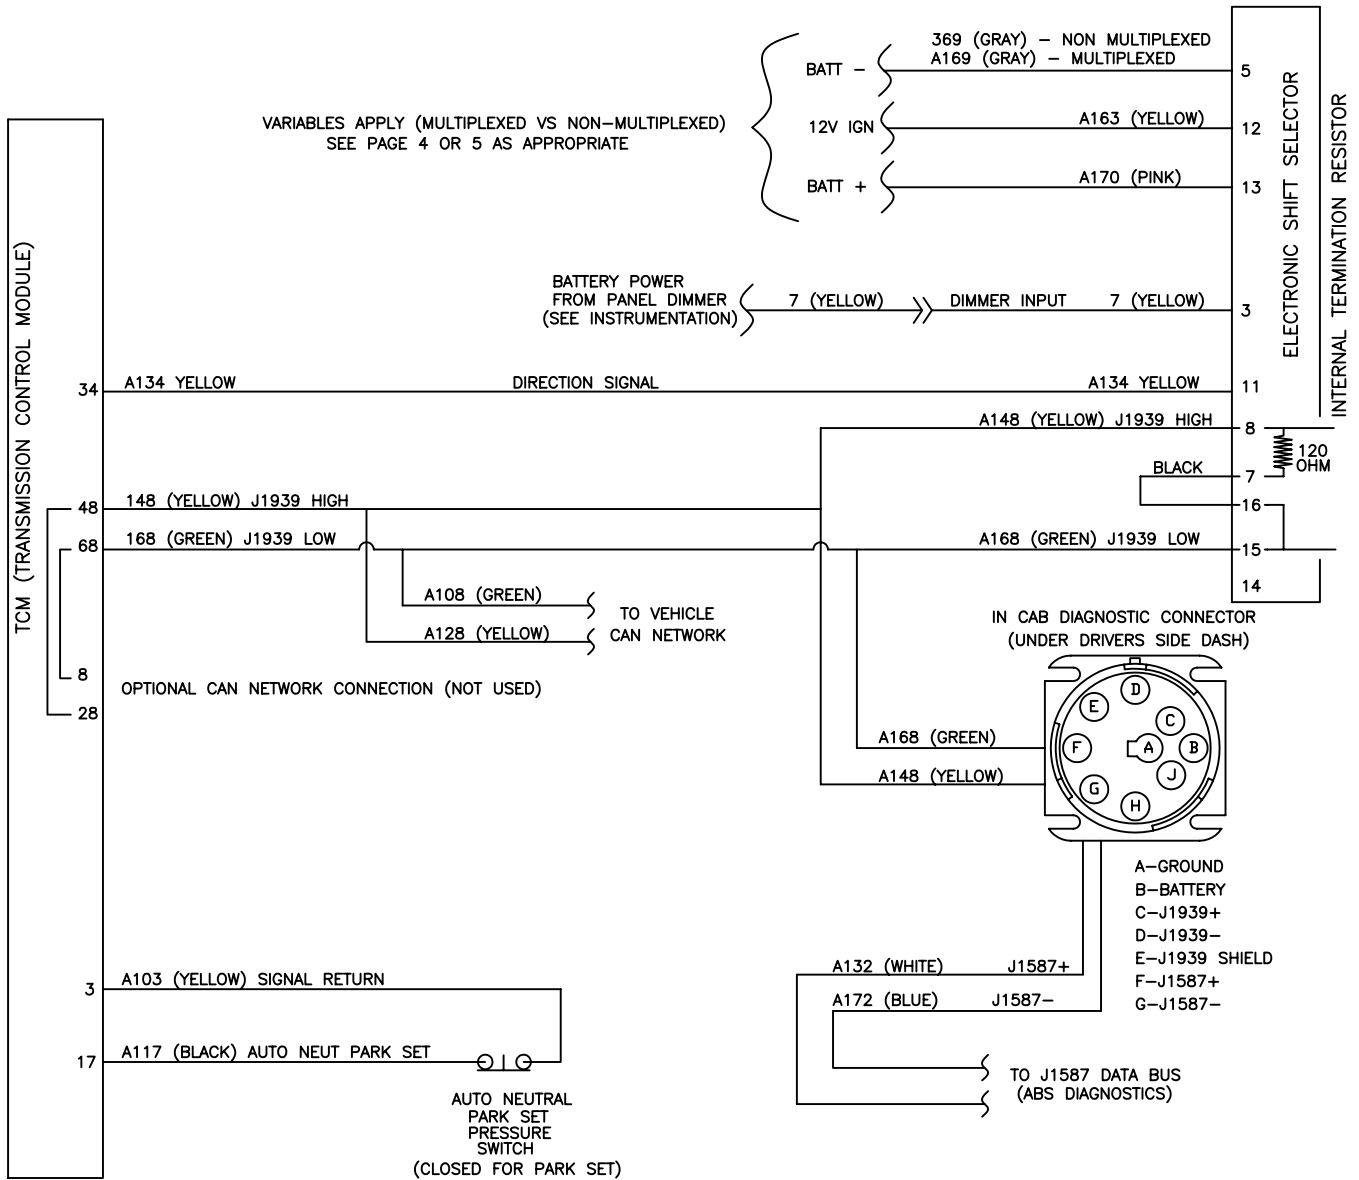 369 (GRAY) – NON MULTIPLEXED
A169 (GRAY) – MULTIPLEXED
BATT –
5
VARIABLES APPLY (MULTIPLEXED VS NON–MULTIPLEXED)
SEE PAGE 4 OR 5 AS APPROPRIATE
12V IGN
A163 (YELLOW)
12
BATT +
A170 (PINK)
13
ELECTRONIC SHIFT SELECTOR
INTERNAL TERMINATION RESISTOR
TCM (TRANSMISSION CONTROL MODULE)
BATTERY POWER
FROM PANEL DIMMER
(SEE INSTRUMENTATION)
7 (YELLOW)
DIMMER INPUT
7 (YELLOW)
3
34
A134 YELLOW
DIRECTION SIGNAL
A134 YELLOW
11
A148 (YELLOW) J1939 HIGH
8
120
OHM
BLACK
7
16
48
148 (YELLOW) J1939 HIGH
68
168 (GREEN) J1939 LOW
A168 (GREEN) J1939 LOW
15
14
A108 (GREEN)
A128 (YELLOW)
TO VEHICLE
CAN NETWORK
IN CAB DIAGNOSTIC CONNECTOR
(UNDER DRIVERS SIDE DASH)
8
OPTIONAL CAN NETWORK CONNECTION (NOT USED)
28
D
E
C
F
A
B
J
G
H
A168 (GREEN)
A148 (YELLOW)
A–GROUND
B–BATTERY
C–J1939+
D–J1939–
E–J1939 SHIELD
F–J1587+
G–J1587–
A132 (WHITE)
J1587+
A172 (BLUE)
J1587–
TO J1587 DATA BUS
(ABS DIAGNOSTICS)
3
A103 (YELLOW) SIGNAL RETURN
17
A117 (BLACK) AUTO NEUT PARK SET
AUTO NEUTRAL
PARK SET
PRESSURE
SWITCH
(CLOSED FOR PARK SET)